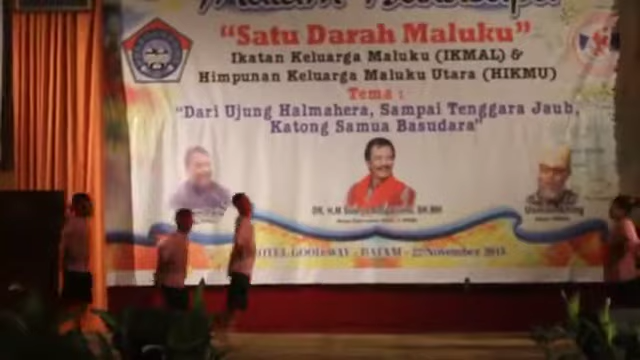 "Satu Darah Maluku"
Ikatan Keluarga Maluku (IKMAL) &
Himpunan Keluarga Maluku Utara (HIKMU)
Tema :
"Dari Ujung Halmahera, Sampai Tenggara Jauh,
Katong Samua Basudara"
HOTEL GOODWAY - BATAM - 22 November 2015